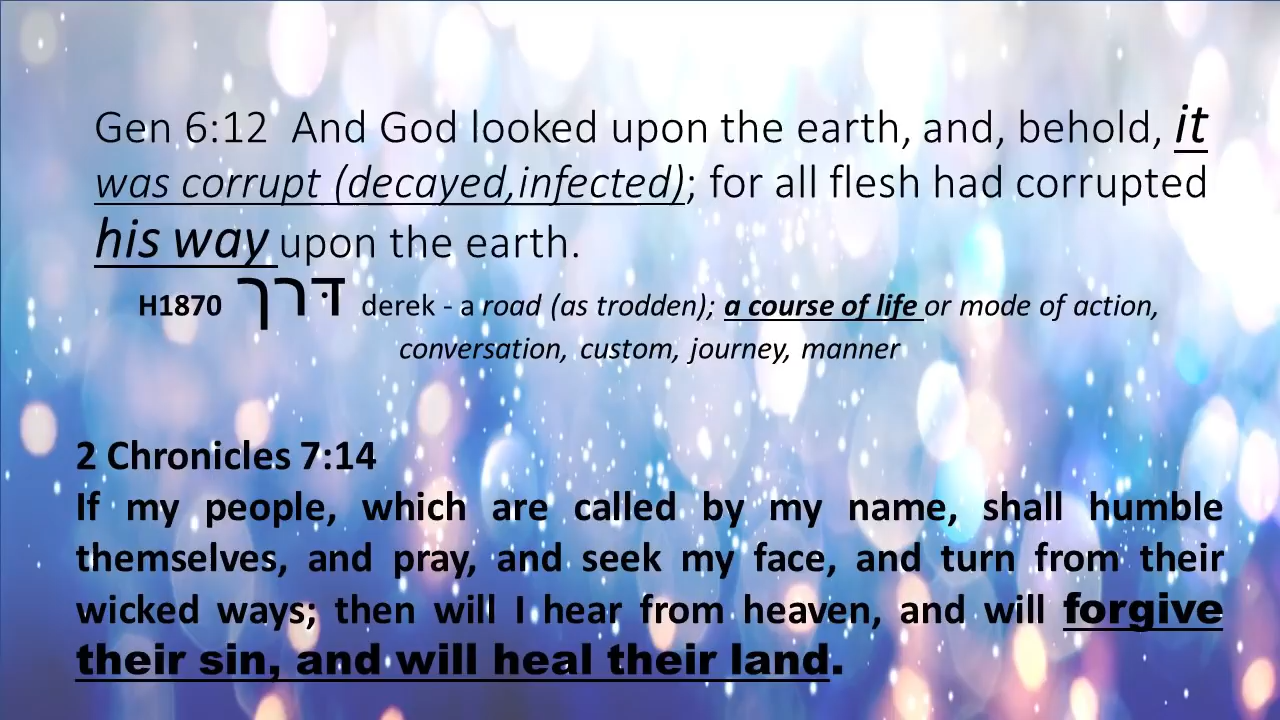 Gen 6:12  And God looked upon the earth, and, behold, it
was corrupt (decayed,infected); for all flesh had corrupted
his way upon the earth.
H1870 דּרך derek - a road (as trodden); a course of life or mode of action,
conversation, custom, journey, manner
2 Chronicles 7:14
If my people, which are called by my name, shall humble
themselves, and pray, and seek my face, and turn from their
wicked ways; then will I hear from heaven, and will forgive
their sin, and will heal their land.